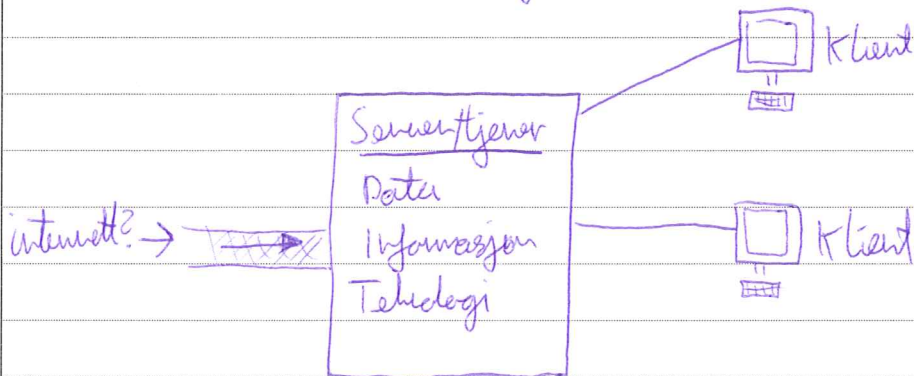 Klient
Server/tjener
Data
internett? →
Informasjon
Klient
Teknologi